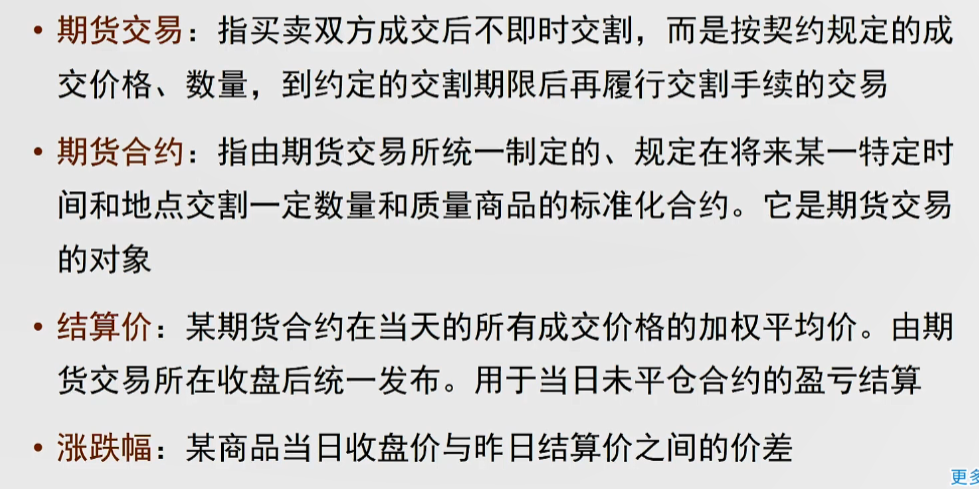 • 期货交易：指买卖双方成交后不即时交割，而是按契约规定的成
交价格、数量，到约定的交割期限后再履行交割手续的交易
• 期货合约：指由期货交易所统一制定的、规定在将来某一特定时
间和地点交割一定数量和质量商品的标准化合约。它是期货交易
的对象
• 结算价：某期货合约在当天的所有成交价格的加权平均价。由期
货交易所在收盘后统一发布。用于当日未平仓合约的盈亏结算
• 涨跌幅：某商品当日收盘价与昨日结算价之间的价差
更多